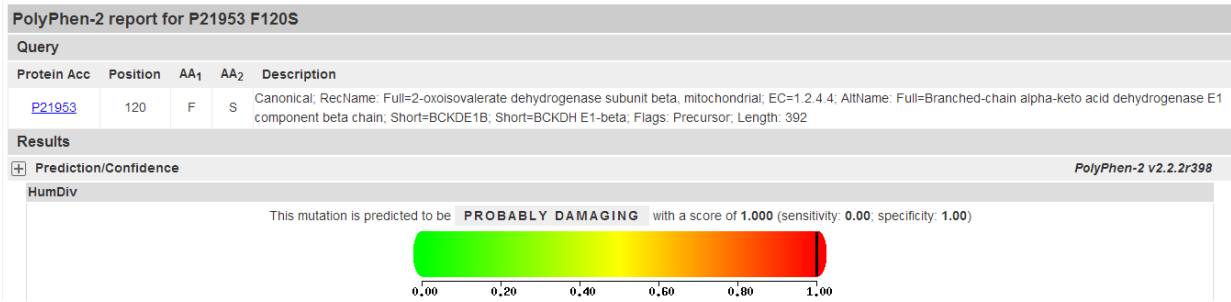 PolyPhen-2 report for P21953 F120S
Query
Protein Acc Position AA1 AA2 Description
P21953 120 F S Canonical; RecName: Full=2-oxoisovalerate dehydrogenase subunit beta, mitochondrial; EC=1.2.4.4; AltName: Full=Branched-chain alpha-keto acid dehydrogenase E1
component beta chain; Short=BCKDE1B; Short=BCKDH E1-beta; Flags: Precursor; Length: 392
Results
+ Prediction/Confidence PolyPhen-2 v2.2.2r398
HumDiv
This mutation is predicted to be PROBABLY DAMAGING with a score of 1.000 (sensitivity: 0.00; specificity: 1.00)
0,00 0,20 0,40 0,60 0,80 1,00